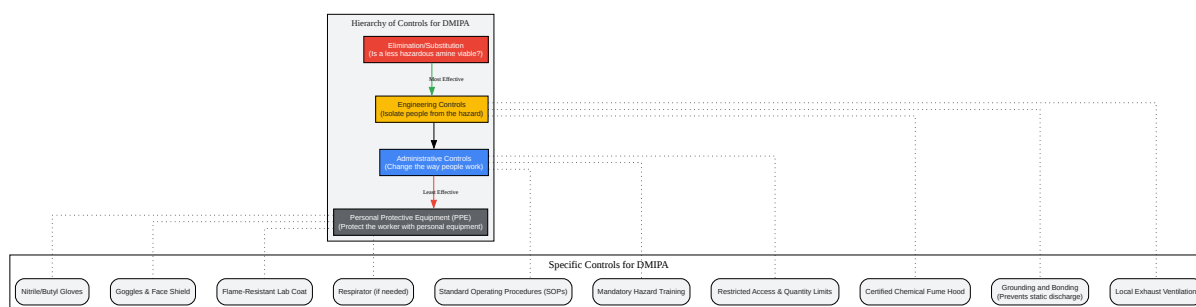 Hierarchy of Controls for DMIPA
Elimination/Substitution
(Is a less hazardous amine viable?)
Most Effective
Engineering Controls
(Isolate people from the hazard)
Administrative Controls
(Change the way people work)
Least Effective
Personal Protective Equipment (PPE)
(Protect the worker with personal equipment)
Specific Controls for DMIPA
Nitrile/Butyl Gloves
Goggles & Face Shield
Flame-Resistant Lab Coat
Respirator (if needed)
Standard Operating Procedures (SOPs)
Mandatory Hazard Training
Restricted Access & Quantity Limits
Certified Chemical Fume Hood
Grounding and Bonding
(Prevents static discharge)
Local Exhaust Ventilation